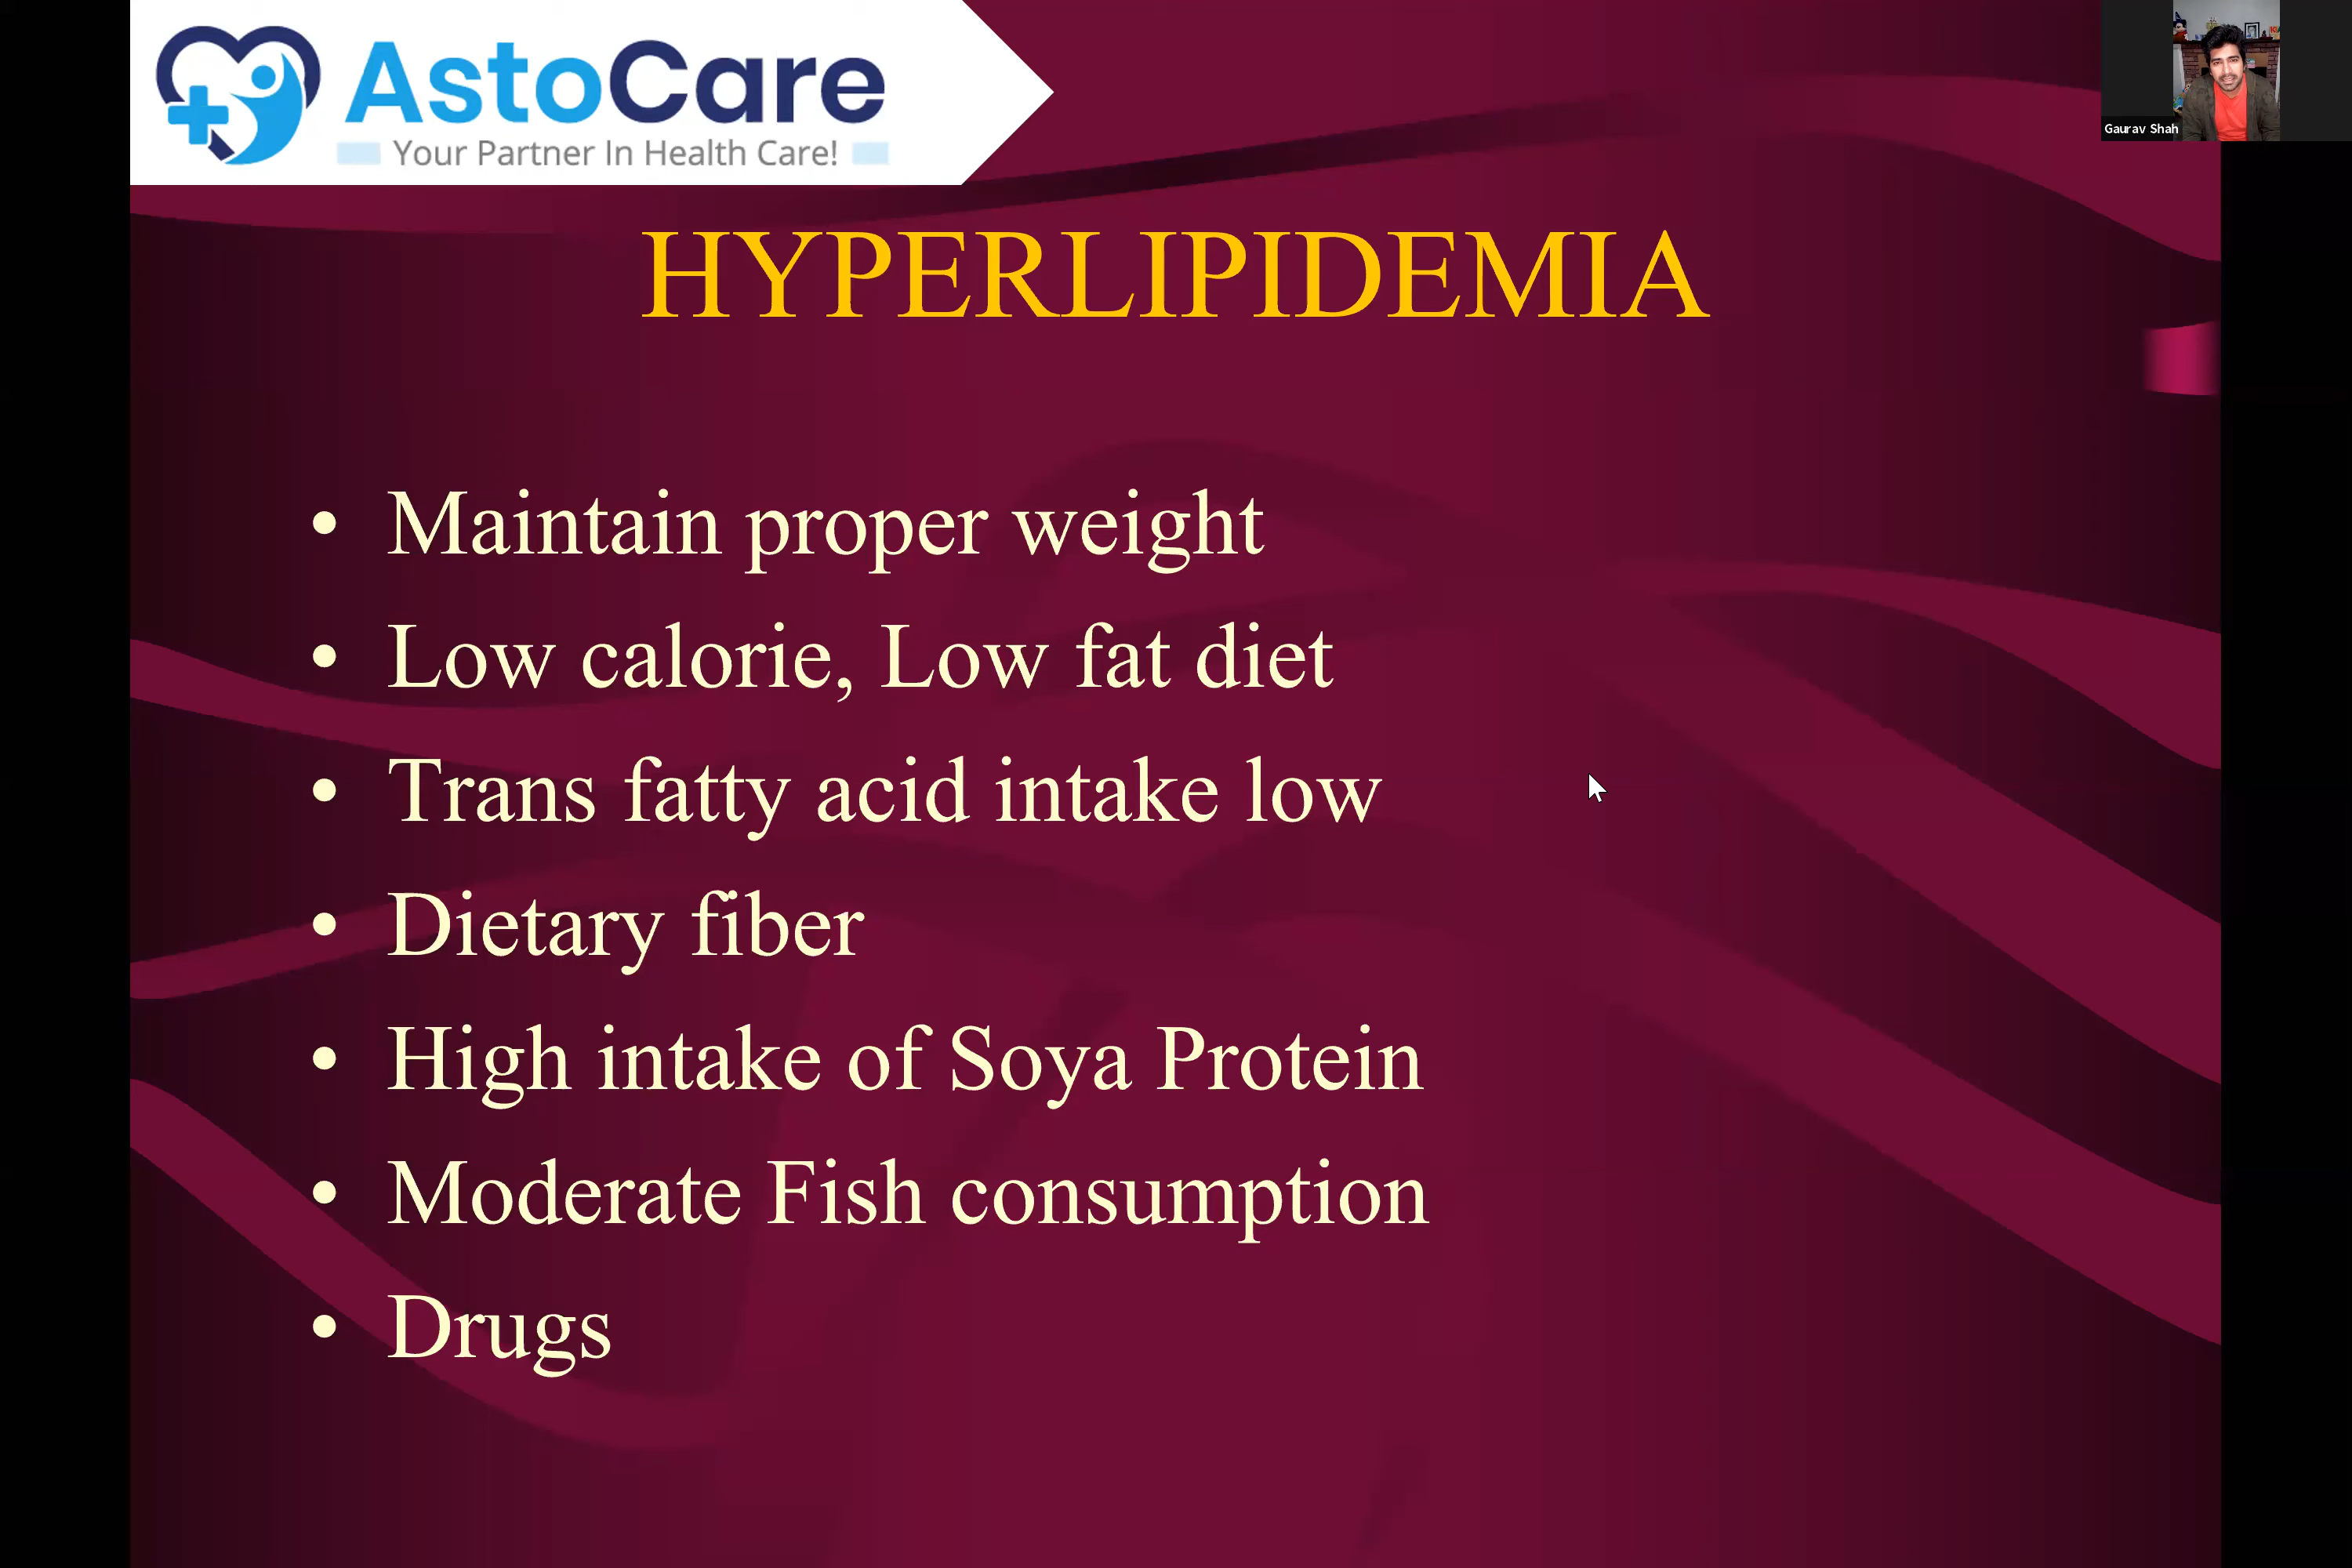 AstoCare
Your Partner In Health Care!
Gaurav Shah
HYPERLIPIDEMIA
• Maintain proper weight
• Low calorie, Low fat diet
• Trans fatty acid intake low
• Dietary fiber
• High intake of Soya Protein
• Moderate Fish consumption
• Drugs